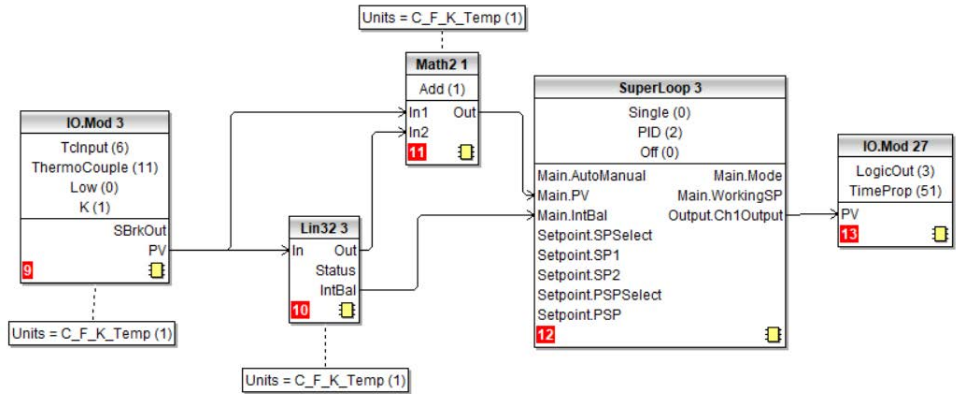 Units = C_F_K_Temp (1)
Math2 1
Add (1)
In1 Out
In2
11
IO.Mod 3
TcInput (6)
ThermoCouple (11)
Low (0)
K (1)
SBrkOut
PV
9
Units = C_F_K_Temp (1)
Lin32 3
In Out
Status
IntBal
10
Units = C_F_K_Temp (1)
SuperLoop 3
Single (0)
PID (2)
Off (0)
Main.AutoManual Main.Mode
Main.PV Main.WorkingSP
Main.IntBal Output.Ch1Output
Setpoint.SPSelect
Setpoint.SP1
Setpoint.SP2
Setpoint.PSPSelect
Setpoint.PSP
12
IO.Mod 27
LogicOut (3)
TimeProp (51)
PV
13